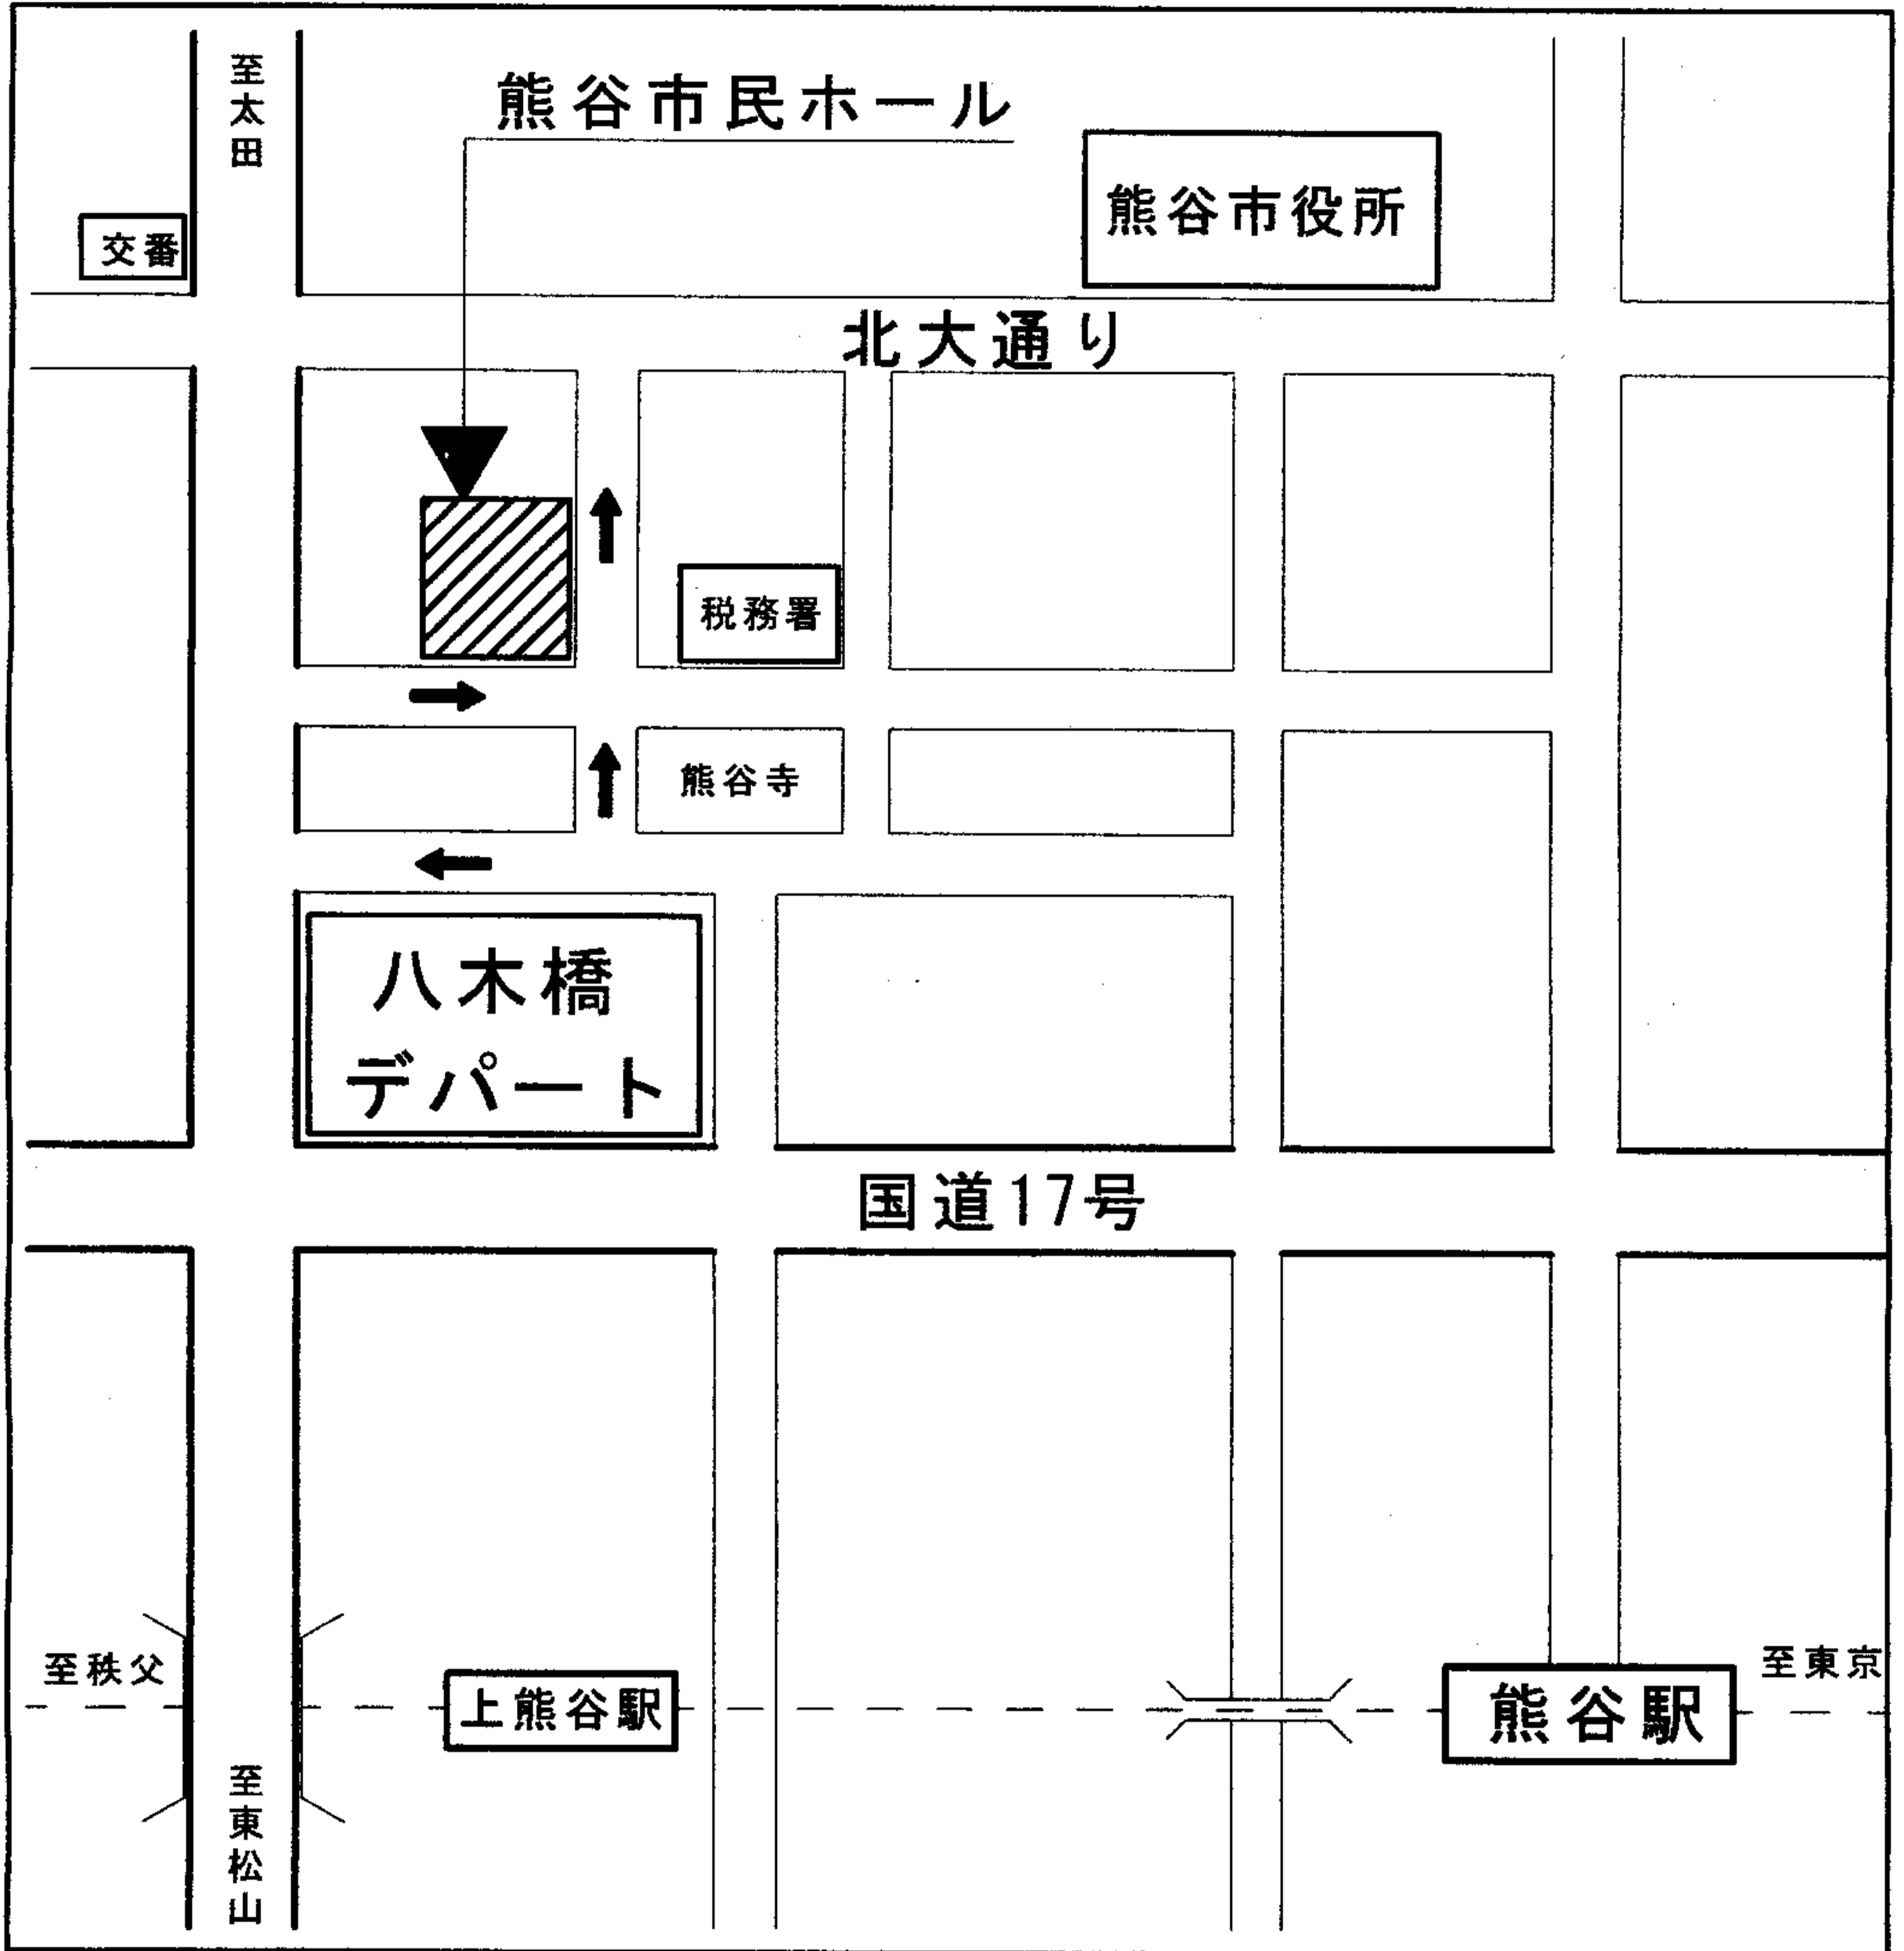 至太田
熊谷市民ホール
熊谷市役所
交番
北大通り
税務署
熊谷寺
八木橋
デパート
国道17号
至秩父
上熊谷駅
熊谷駅
至東京
至東松山